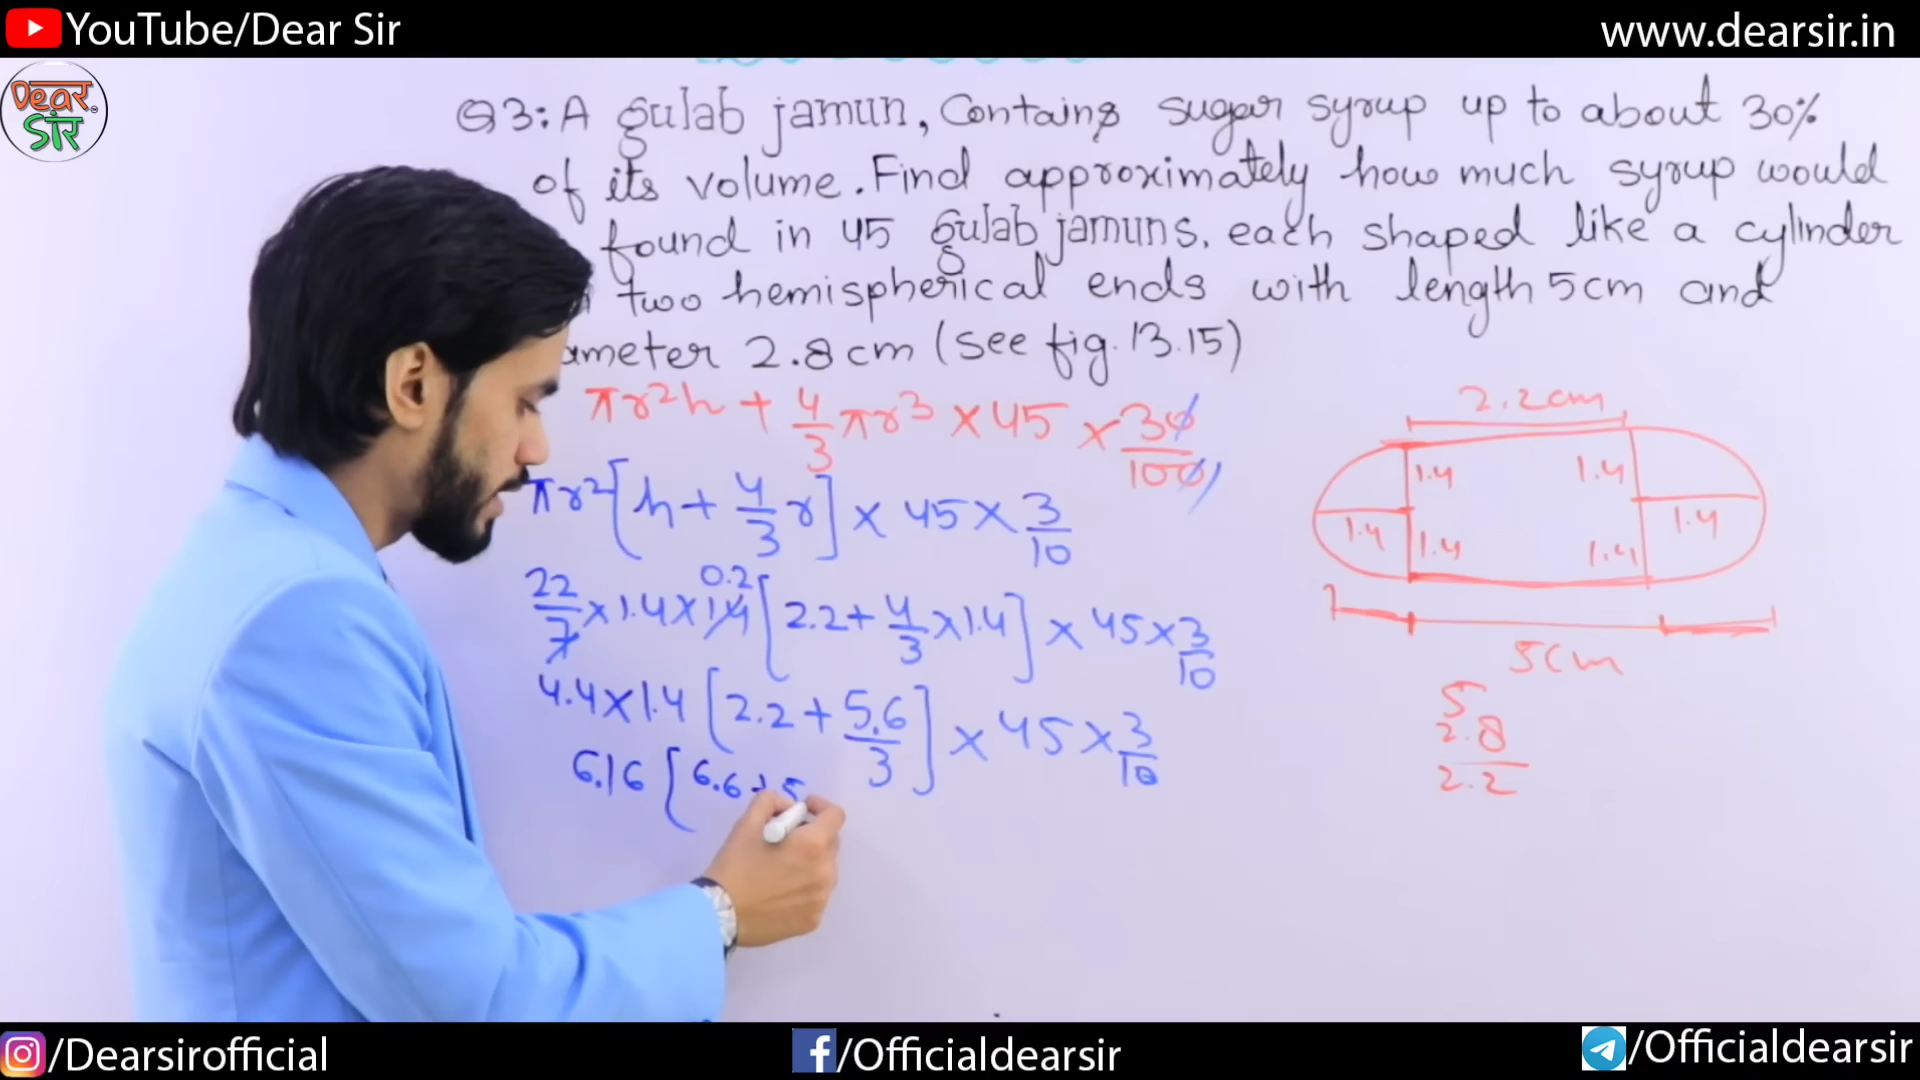 YouTube/Dear Sir
www.dearsir.in
Dear Sir
Q3: A gulab jamun, Contains sugar syrup up to about 30%
of its volume. Find approximately how much syrup would
found in 45 gulab jamuns, each shaped like a cylinder
two hemispherical ends with length 5cm and
ameter 2.8cm (see fig. 13.15)
πr²h + 4/3 πr³ × 45 × 30/100
πr² [h + 4/3 r] × 45 × 3/10
22/7 × 1.4 × 1.4 0.2 [2.2 + 4/3 × 1.4] × 45 × 3/10
4.4 × 1.4 [2.2 + 5.6/3] × 45 × 3/10
6.16 [6.6 + 5
2.2cm
1.4 1.4
1.4 1.4 1.4 1.4
5cm
5
2.8
2.2
/Dearsirofficial
/Officialdearsir
/Officialdearsir